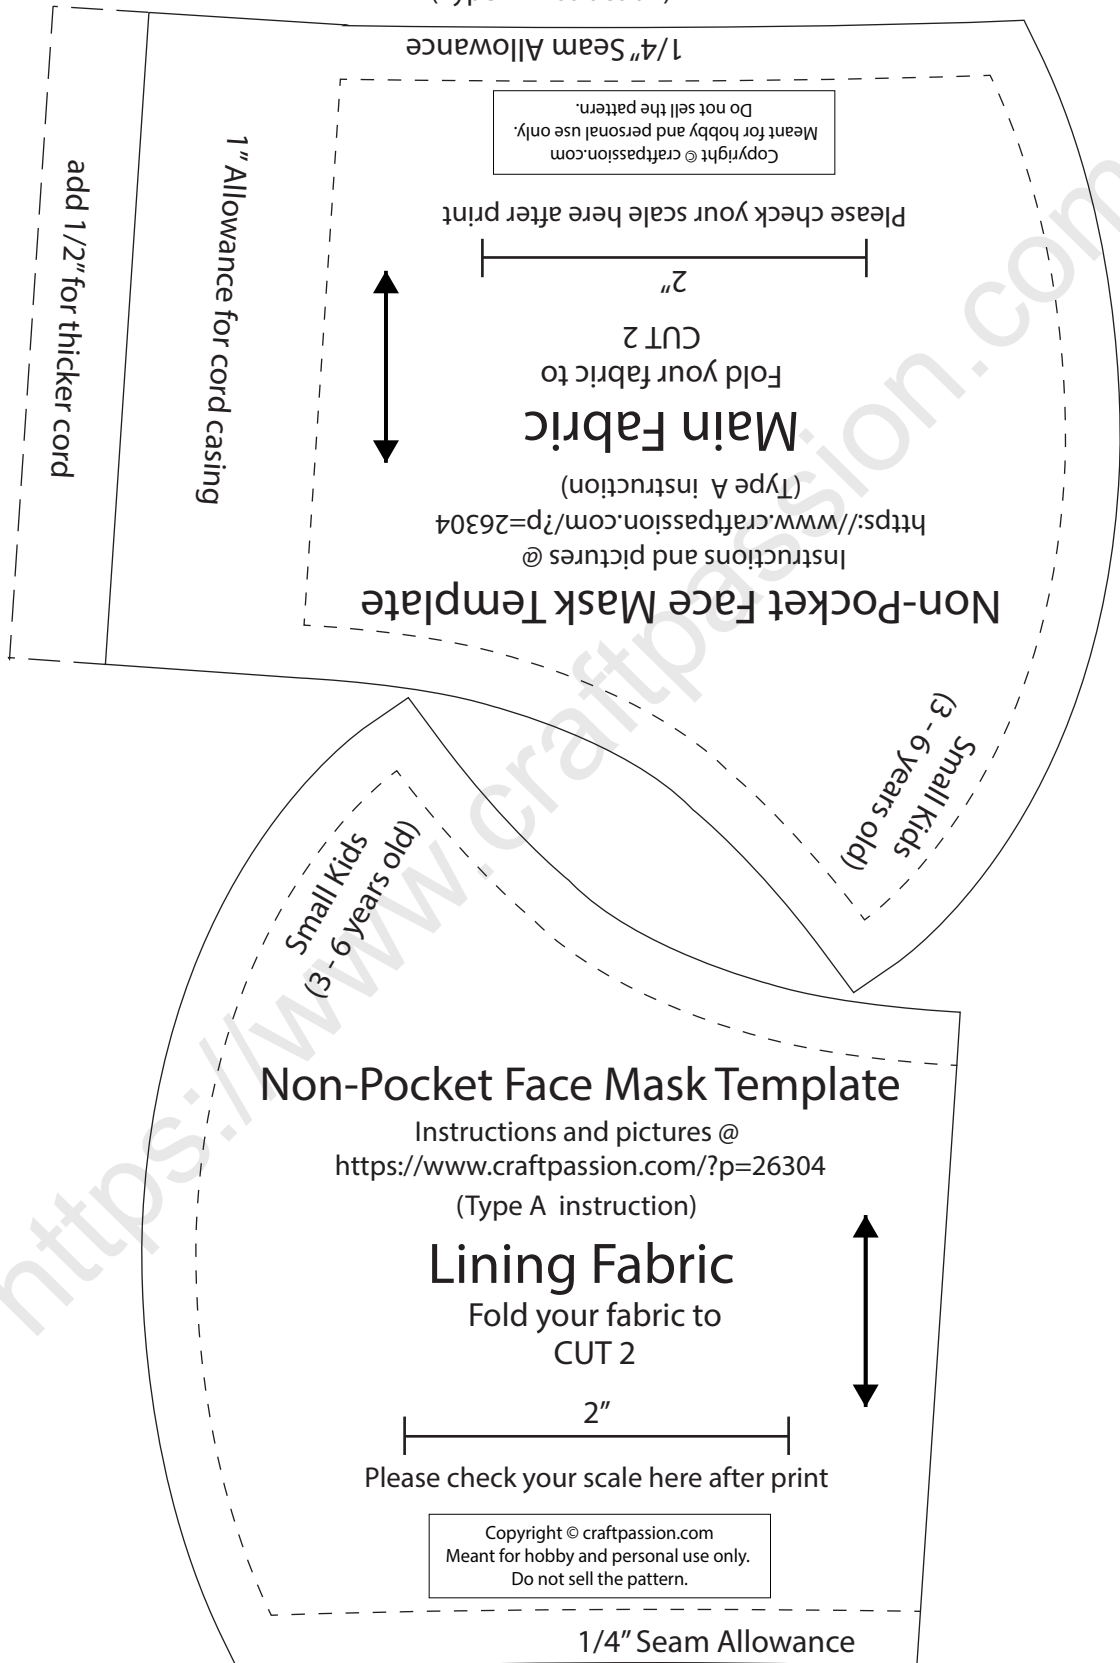 1/4” Seam Allowance
Copyright © craftpassion.com
Meant for hobby and personal use only.
Do not sell the pattern.
Please check your scale here after print
2”
CUT 2
Fold your fabric to
Main Fabric
(Type A instruction)
https://www.craftpassion.com/?p=26304
Instructions and pictures @
Non-Pocket Face Mask Template
add 1/2” for thicker cord
1” Allowance for cord casing
Small Kids
(3 - 6 years old)
Small Kids
(3 - 6 years old)
Non-Pocket Face Mask Template
Instructions and pictures @
https://www.craftpassion.com/?p=26304
(Type A instruction)
Lining Fabric
Fold your fabric to
CUT 2
2”
Please check your scale here after print
Copyright © craftpassion.com
Meant for hobby and personal use only.
Do not sell the pattern.
1/4” Seam Allowance
https://www.craftpassion.com